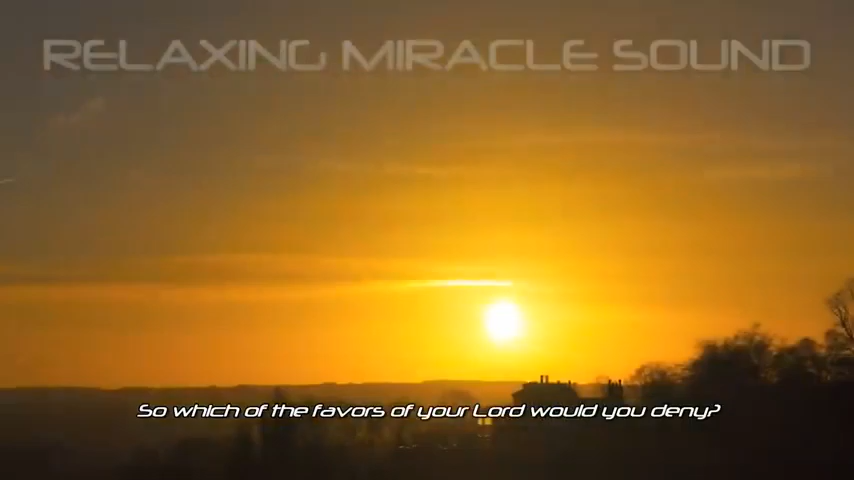 RELAXING MIRACLE SOUND
So which of the favors of your Lord would you deny?